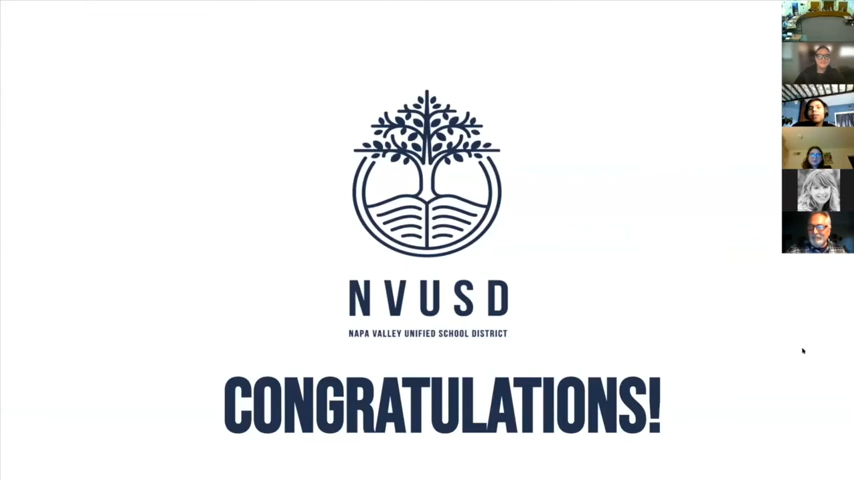 NVUSD
NAPA VALLEY UNIFIED SCHOOL DISTRICT
CONGRATULATIONS!